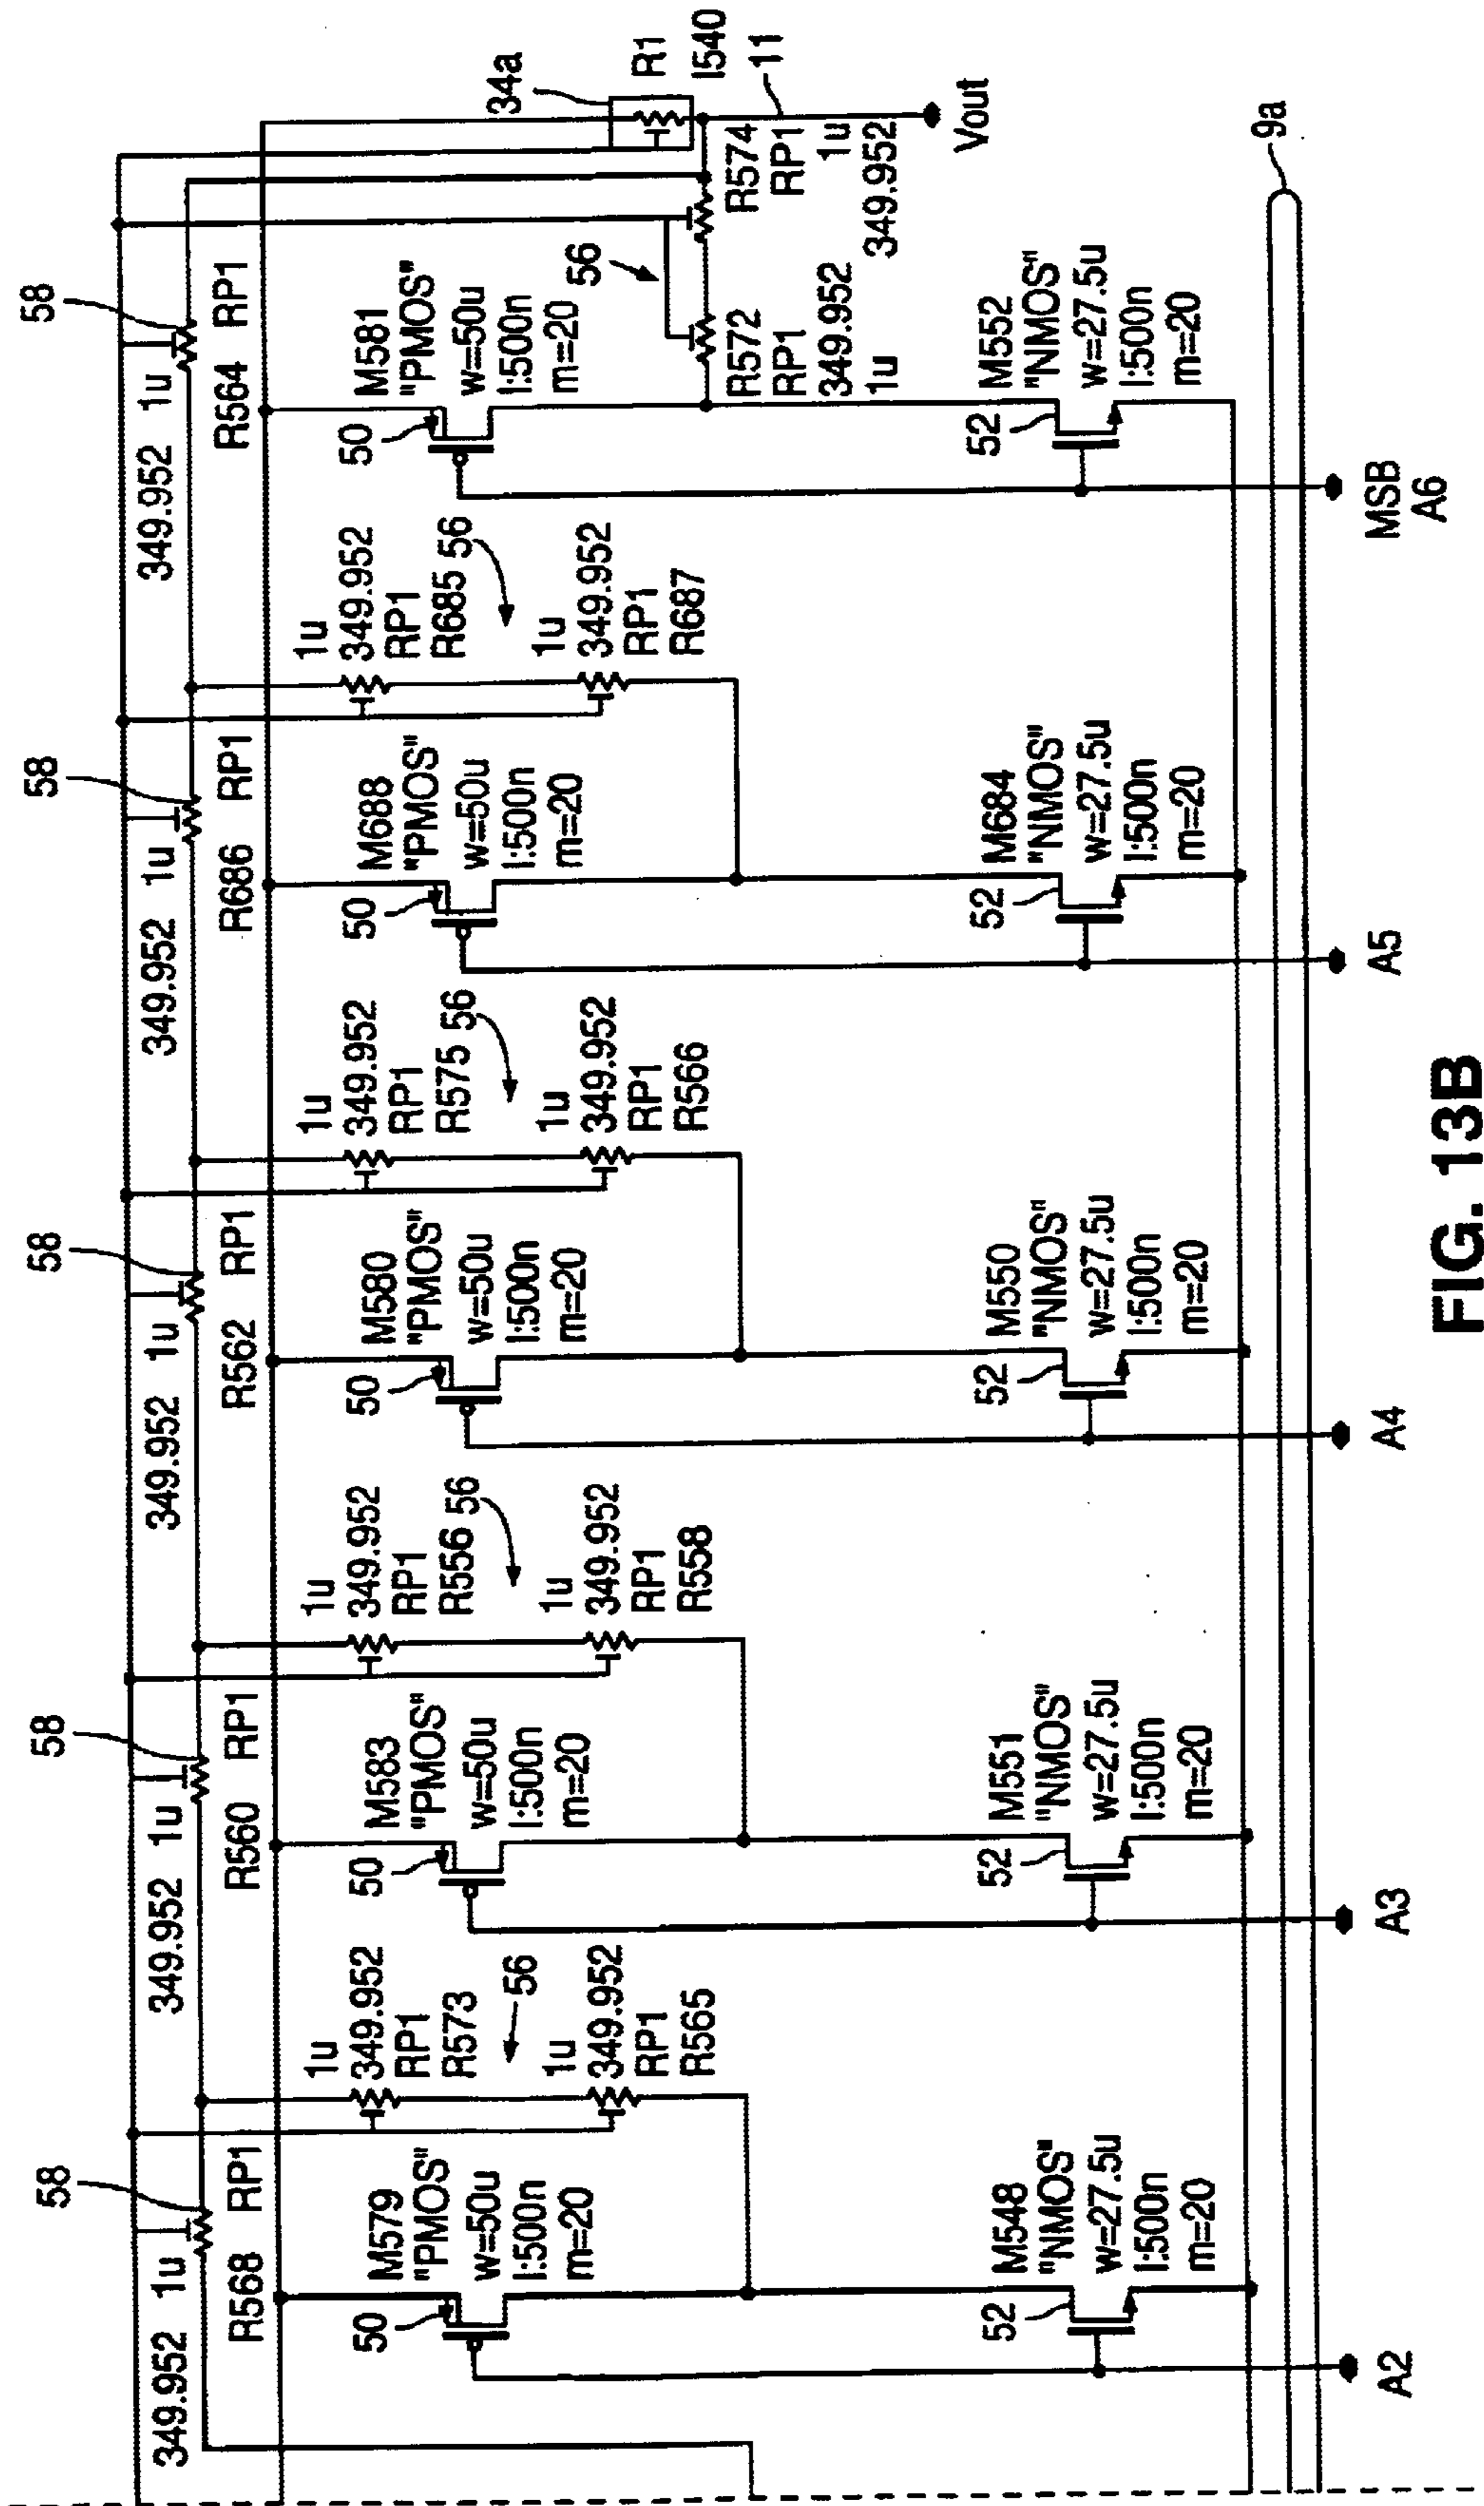 58
58
58
58
58
349.952 1u
R568 RP1
349.952 1u
R560 RP1
349.952 1u
R562 RP1
349.952 1u
R686 RP1
349.952 1u
R564 RP1
34a
R1
I540
11
Vout
50
M579
"PMOS"
w=50u
l:500n
m=20
1u
349.952
RP1
R573
56
1u
349.952
RP1
R565
50
M583
"PMOS"
w=50u
l:500n
m=20
1u
349.952
RP1
R556
56
1u
349.952
RP1
R558
50
M580
"PMOS"
w=50u
l:500n
m=20
1u
349.952
RP1
R575
56
1u
349.952
RP1
R566
50
M688
"PMOS"
w=50u
l:500n
m=20
1u
349.952
RP1
R685
56
1u
349.952
RP1
R687
50
M581
"PMOS"
w=50u
l:500n
m=20
56
R572
RP1
349.952
1u
R574
RP1
1u
349.952
52
M548
"NMOS"
w=27.5u
l:500n
m=20
52
M551
"NMOS"
w=27.5u
l:500n
m=20
52
M550
"NMOS"
w=27.5u
l:500n
m=20
52
M684
"NMOS"
w=27.5u
l:500n
m=20
52
M552
"NMOS"
w=27.5u
l:500n
m=20
9a
A2
A3
A4
A5
MSB
A6
FIG. 13B